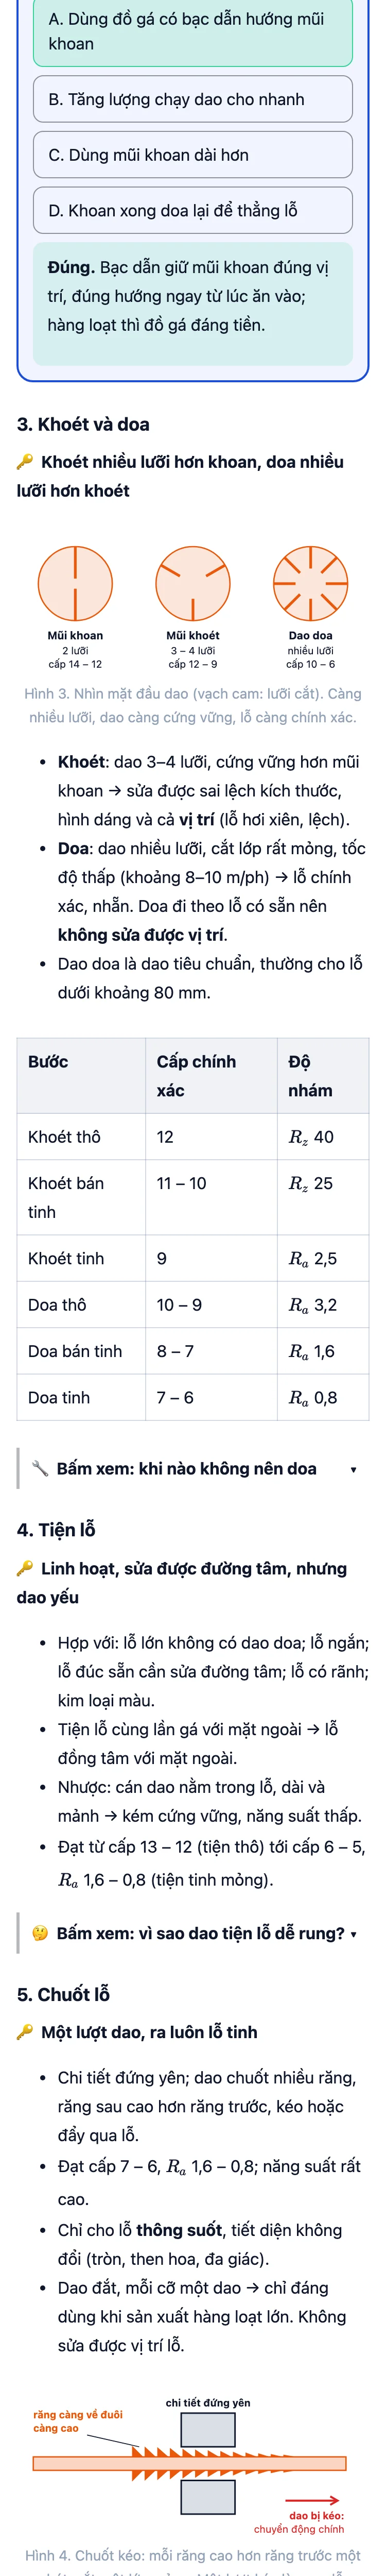 A. Dùng đồ gá có bạc dẫn hướng mũi
khoan
B. Tăng lượng chạy dao cho nhanh
C. Dùng mũi khoan dài hơn
D. Khoan xong doa lại để thẳng lỗ
Đúng. Bạc dẫn giữ mũi khoan đúng vị
trí, đúng hướng ngay từ lúc ăn vào;
hàng loạt thì đồ gá đáng tiền.
3. Khoét và doa
🔑 Khoét nhiều lưỡi hơn khoan, doa nhiều
lưỡi hơn khoét
Mũi khoan
2 lưỡi
cấp 14 – 12
Mũi khoét
3 – 4 lưỡi
cấp 12 – 9
Dao doa
nhiều lưỡi
cấp 10 – 6
Hình 3. Nhìn mặt đầu dao (vạch cam: lưỡi cắt). Càng
nhiều lưỡi, dao càng cứng vững, lỗ càng chính xác.
• Khoét: dao 3–4 lưỡi, cứng vững hơn mũi
khoan → sửa được sai lệch kích thước,
hình dáng và cả vị trí (lỗ hơi xiên, lệch).
• Doa: dao nhiều lưỡi, cắt lớp rất mỏng, tốc
độ thấp (khoảng 8–10 m/ph) → lỗ chính
xác, nhẵn. Doa đi theo lỗ có sẵn nên
không sửa được vị trí.
• Dao doa là dao tiêu chuẩn, thường cho lỗ
dưới khoảng 80 mm.
Bước
Cấp chính
xác
Độ
nhám
Khoét thô
12
Rz 40
Khoét bán
tinh
11 – 10
Rz 25
Khoét tinh
9
Ra 2,5
Doa thô
10 – 9
Ra 3,2
Doa bán tinh
8 – 7
Ra 1,6
Doa tinh
7 – 6
Ra 0,8
🔧 Bấm xem: khi nào không nên doa ▼
4. Tiện lỗ
🔑 Linh hoạt, sửa được đường tâm, nhưng
dao yếu
• Hợp với: lỗ lớn không có dao doa; lỗ ngắn;
lỗ đúc sẵn cần sửa đường tâm; lỗ có rãnh;
kim loại màu.
• Tiện lỗ cùng lần gá với mặt ngoài → lỗ
đồng tâm với mặt ngoài.
• Nhược: cán dao nằm trong lỗ, dài và
mảnh → kém cứng vững, năng suất thấp.
• Đạt từ cấp 13 – 12 (tiện thô) tới cấp 6 – 5,
Ra 1,6 – 0,8 (tiện tinh mỏng).
🤔 Bấm xem: vì sao dao tiện lỗ dễ rung? ▼
5. Chuốt lỗ
🔑 Một lượt dao, ra luôn lỗ tinh
• Chi tiết đứng yên; dao chuốt nhiều răng,
răng sau cao hơn răng trước, kéo hoặc
đẩy qua lỗ.
• Đạt cấp 7 – 6, Ra 1,6 – 0,8; năng suất rất
cao.
• Chỉ cho lỗ thông suốt, tiết diện không
đổi (tròn, then hoa, đa giác).
• Dao đắt, mỗi cỡ một dao → chỉ đáng
dùng khi sản xuất hàng loạt lớn. Không
sửa được vị trí lỗ.
chi tiết đứng yên
răng càng về đuôi
càng cao
dao bị kéo:
chuyển động chính
Hình 4. Chuốt kéo: mỗi răng cao hơn răng trước một